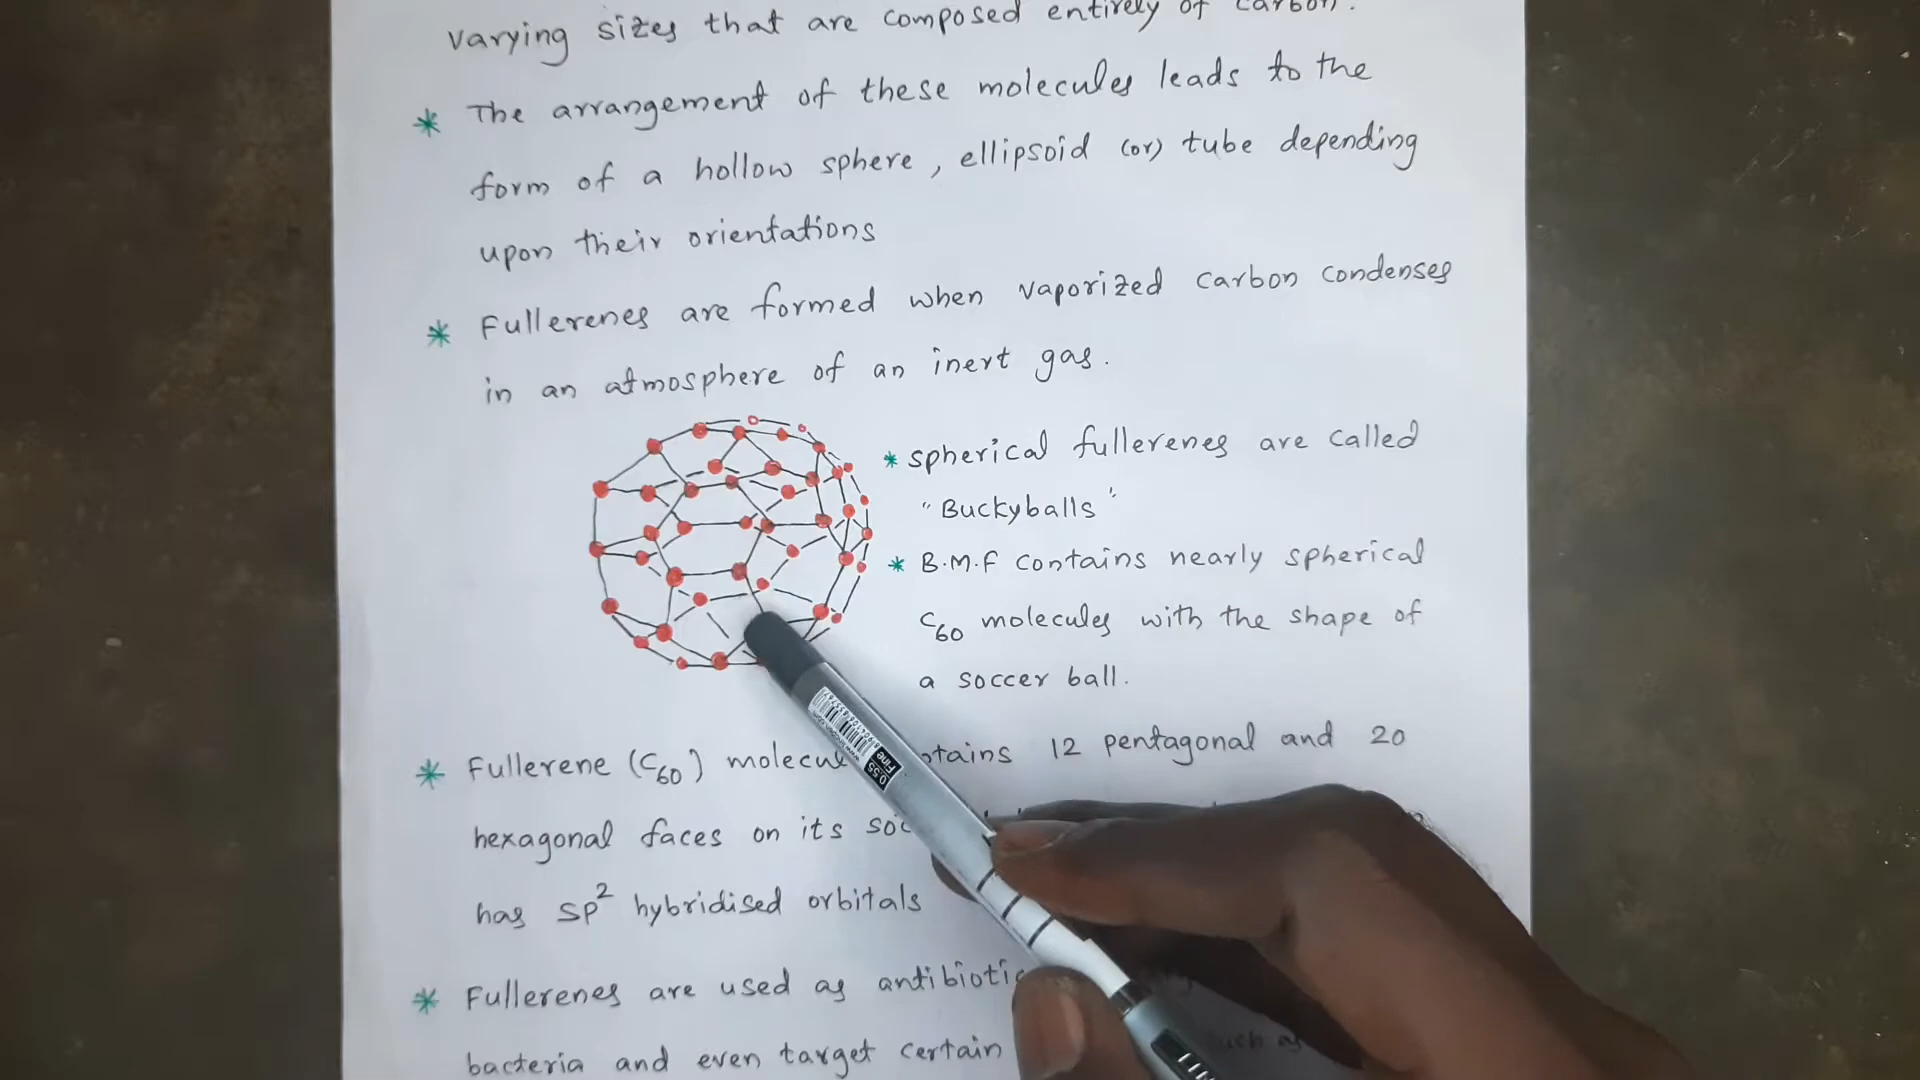 varying sizes that are composed entirely of carbon.
* The arrangement of these molecules leads to the
form of a hollow sphere, ellipsoid (or) tube depending
upon their orientations
* Fullerenes are formed when vaporized carbon condenses
in an atmosphere of an inert gas.
* spherical fullerenes are called
"Buckyballs"
* B.M.F contains nearly spherical
C60 molecules with the shape of
a soccer ball.
* Fullerene (C60) 12 pentagonal and 20
hexagonal faces on its
has sp² hybridised orbitals
* Fullerenes are used as
bacteria and even target certain
0.55
Fine